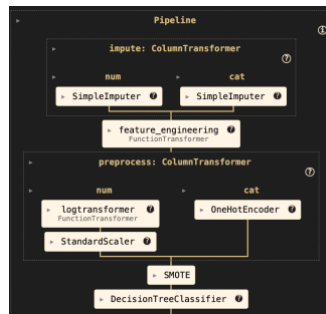 Pipeline
impute: ColumnTransformer
num cat
SimpleImputer SimpleImputer
feature_engineering
FunctionTransformer
preprocess: ColumnTransformer
num cat
logtransformer OneHotEncoder
FunctionTransformer
StandardScaler
SMOTE
DecisionTreeClassifier